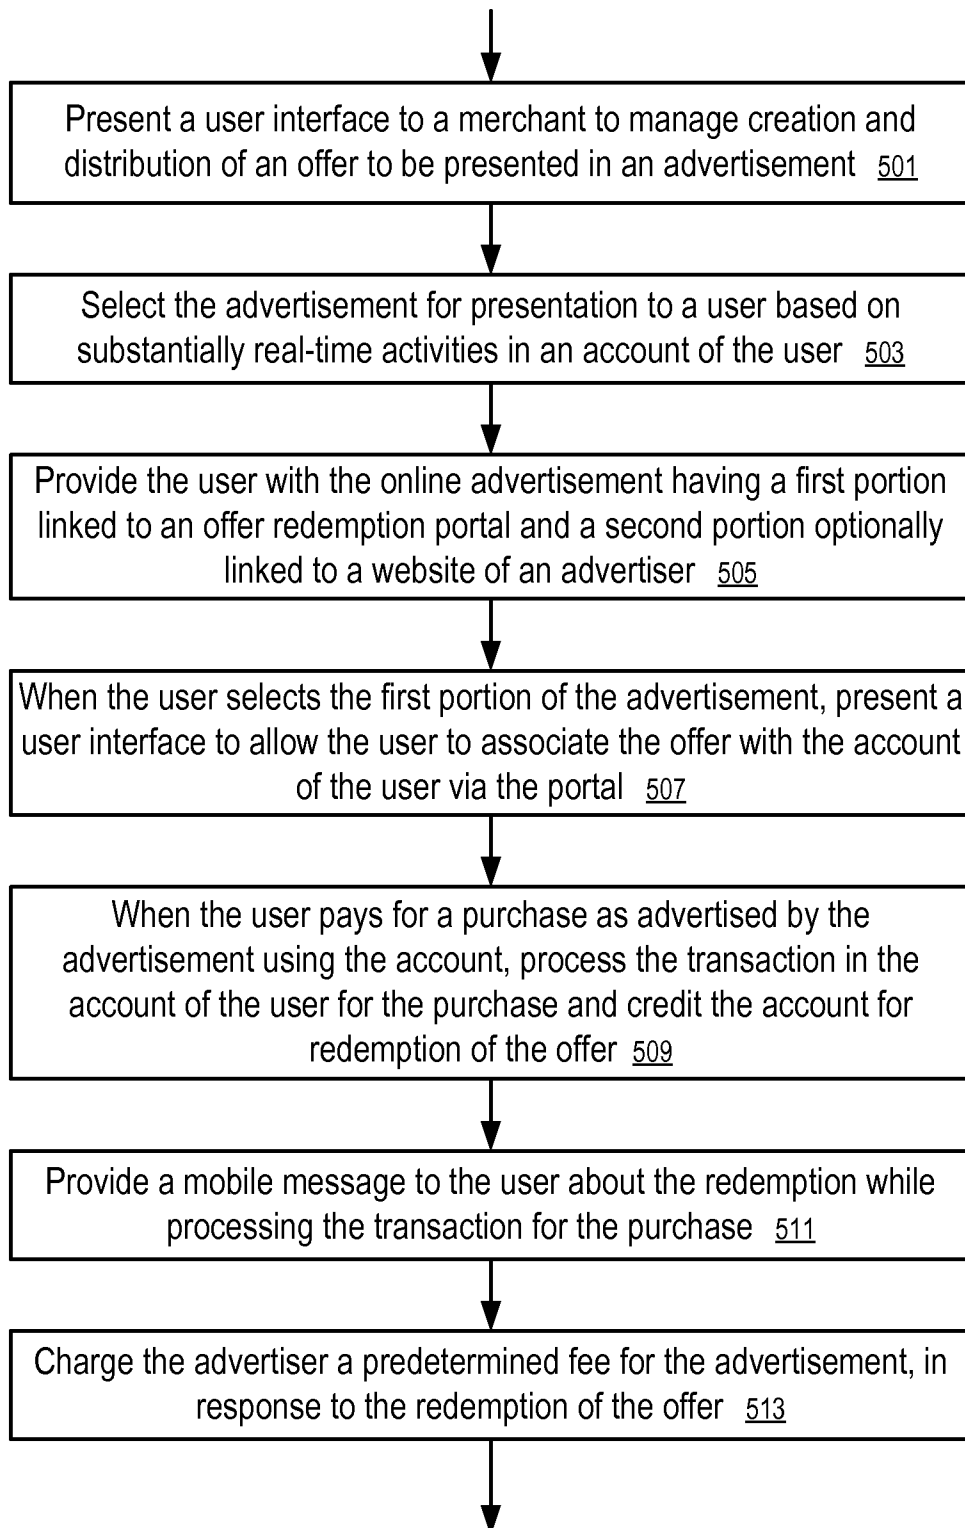 Present a user interface to a merchant to manage creation and
distribution of an offer to be presented in an advertisement 501
Select the advertisement for presentation to a user based on
substantially real-time activities in an account of the user 503
Provide the user with the online advertisement having a first portion
linked to an offer redemption portal and a second portion optionally
linked to a website of an advertiser 505
When the user selects the first portion of the advertisement, present a
user interface to allow the user to associate the offer with the account
of the user via the portal 507
When the user pays for a purchase as advertised by the
advertisement using the account, process the transaction in the
account of the user for the purchase and credit the account for
redemption of the offer 509
Provide a mobile message to the user about the redemption while
processing the transaction for the purchase 511
Charge the advertiser a predetermined fee for the advertisement, in
response to the redemption of the offer 513